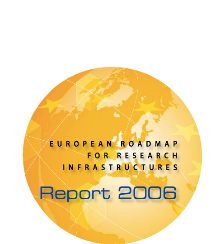 EUROPEAN ROADMAP
FOR RESEARCH
INFRASTRUCTURES
Report 2006